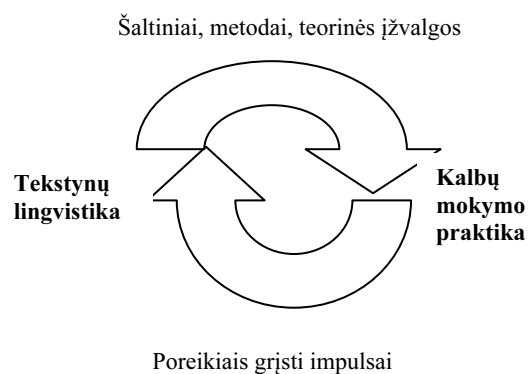 Šaltiniai, metodai, teorinės įžvalgos
Tekstynų
lingvistika
Kalbų
mokymo
praktika
Poreikiais grįsti impulsai